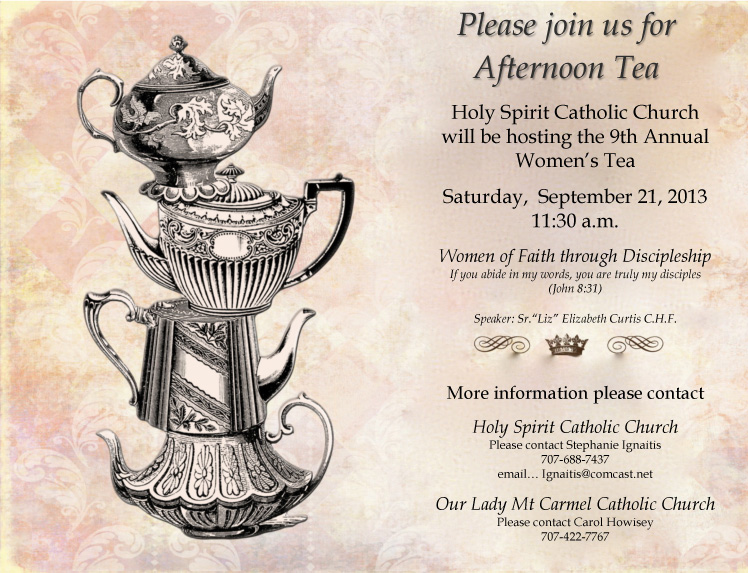 Please join us for
Afternoon Tea
Holy Spirit Catholic Church
will be hosting the 9th Annual
Women's Tea
Saturday, September 21, 2013
11:30 a.m.
Women of Faith through Discipleship
If you abide in my words, you are truly my disciples
(John 8:31)
Speaker: Sr."Liz" Elizabeth Curtis C.H.F.
More information please contact
Holy Spirit Catholic Church
Please contact Stephanie Ignaitis
707-688-7437
email... Ignaitis@comcast.net
Our Lady Mt Carmel Catholic Church
Please contact Carol Howisey
707-422-7767